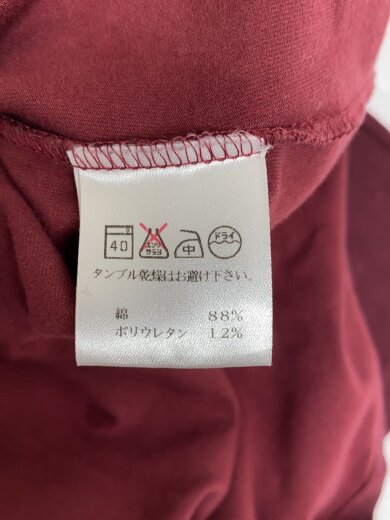 40 エンソ サラシ 中 ドライ
タンブル乾燥はお避け下さい。
綿 88%
ポリウレタン 12%